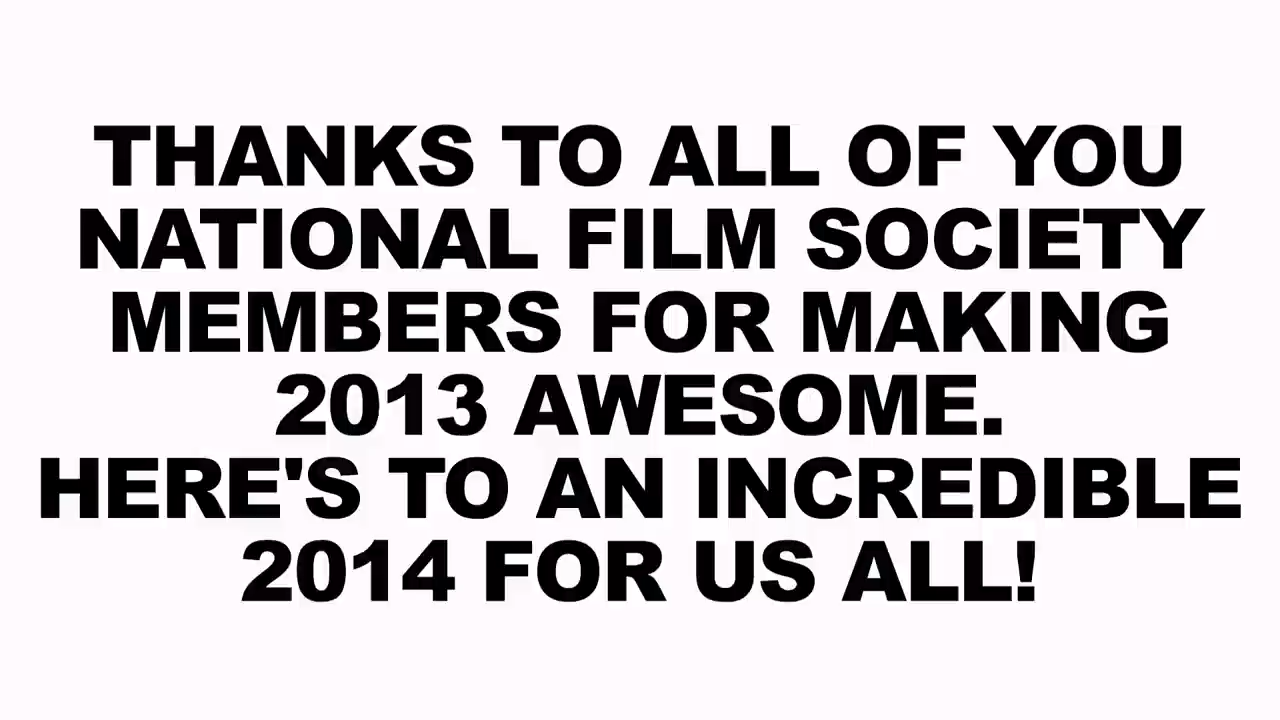 THANKS TO ALL OF YOU
NATIONAL FILM SOCIETY
MEMBERS FOR MAKING
2013 AWESOME.
HERE'S TO AN INCREDIBLE
2014 FOR US ALL!